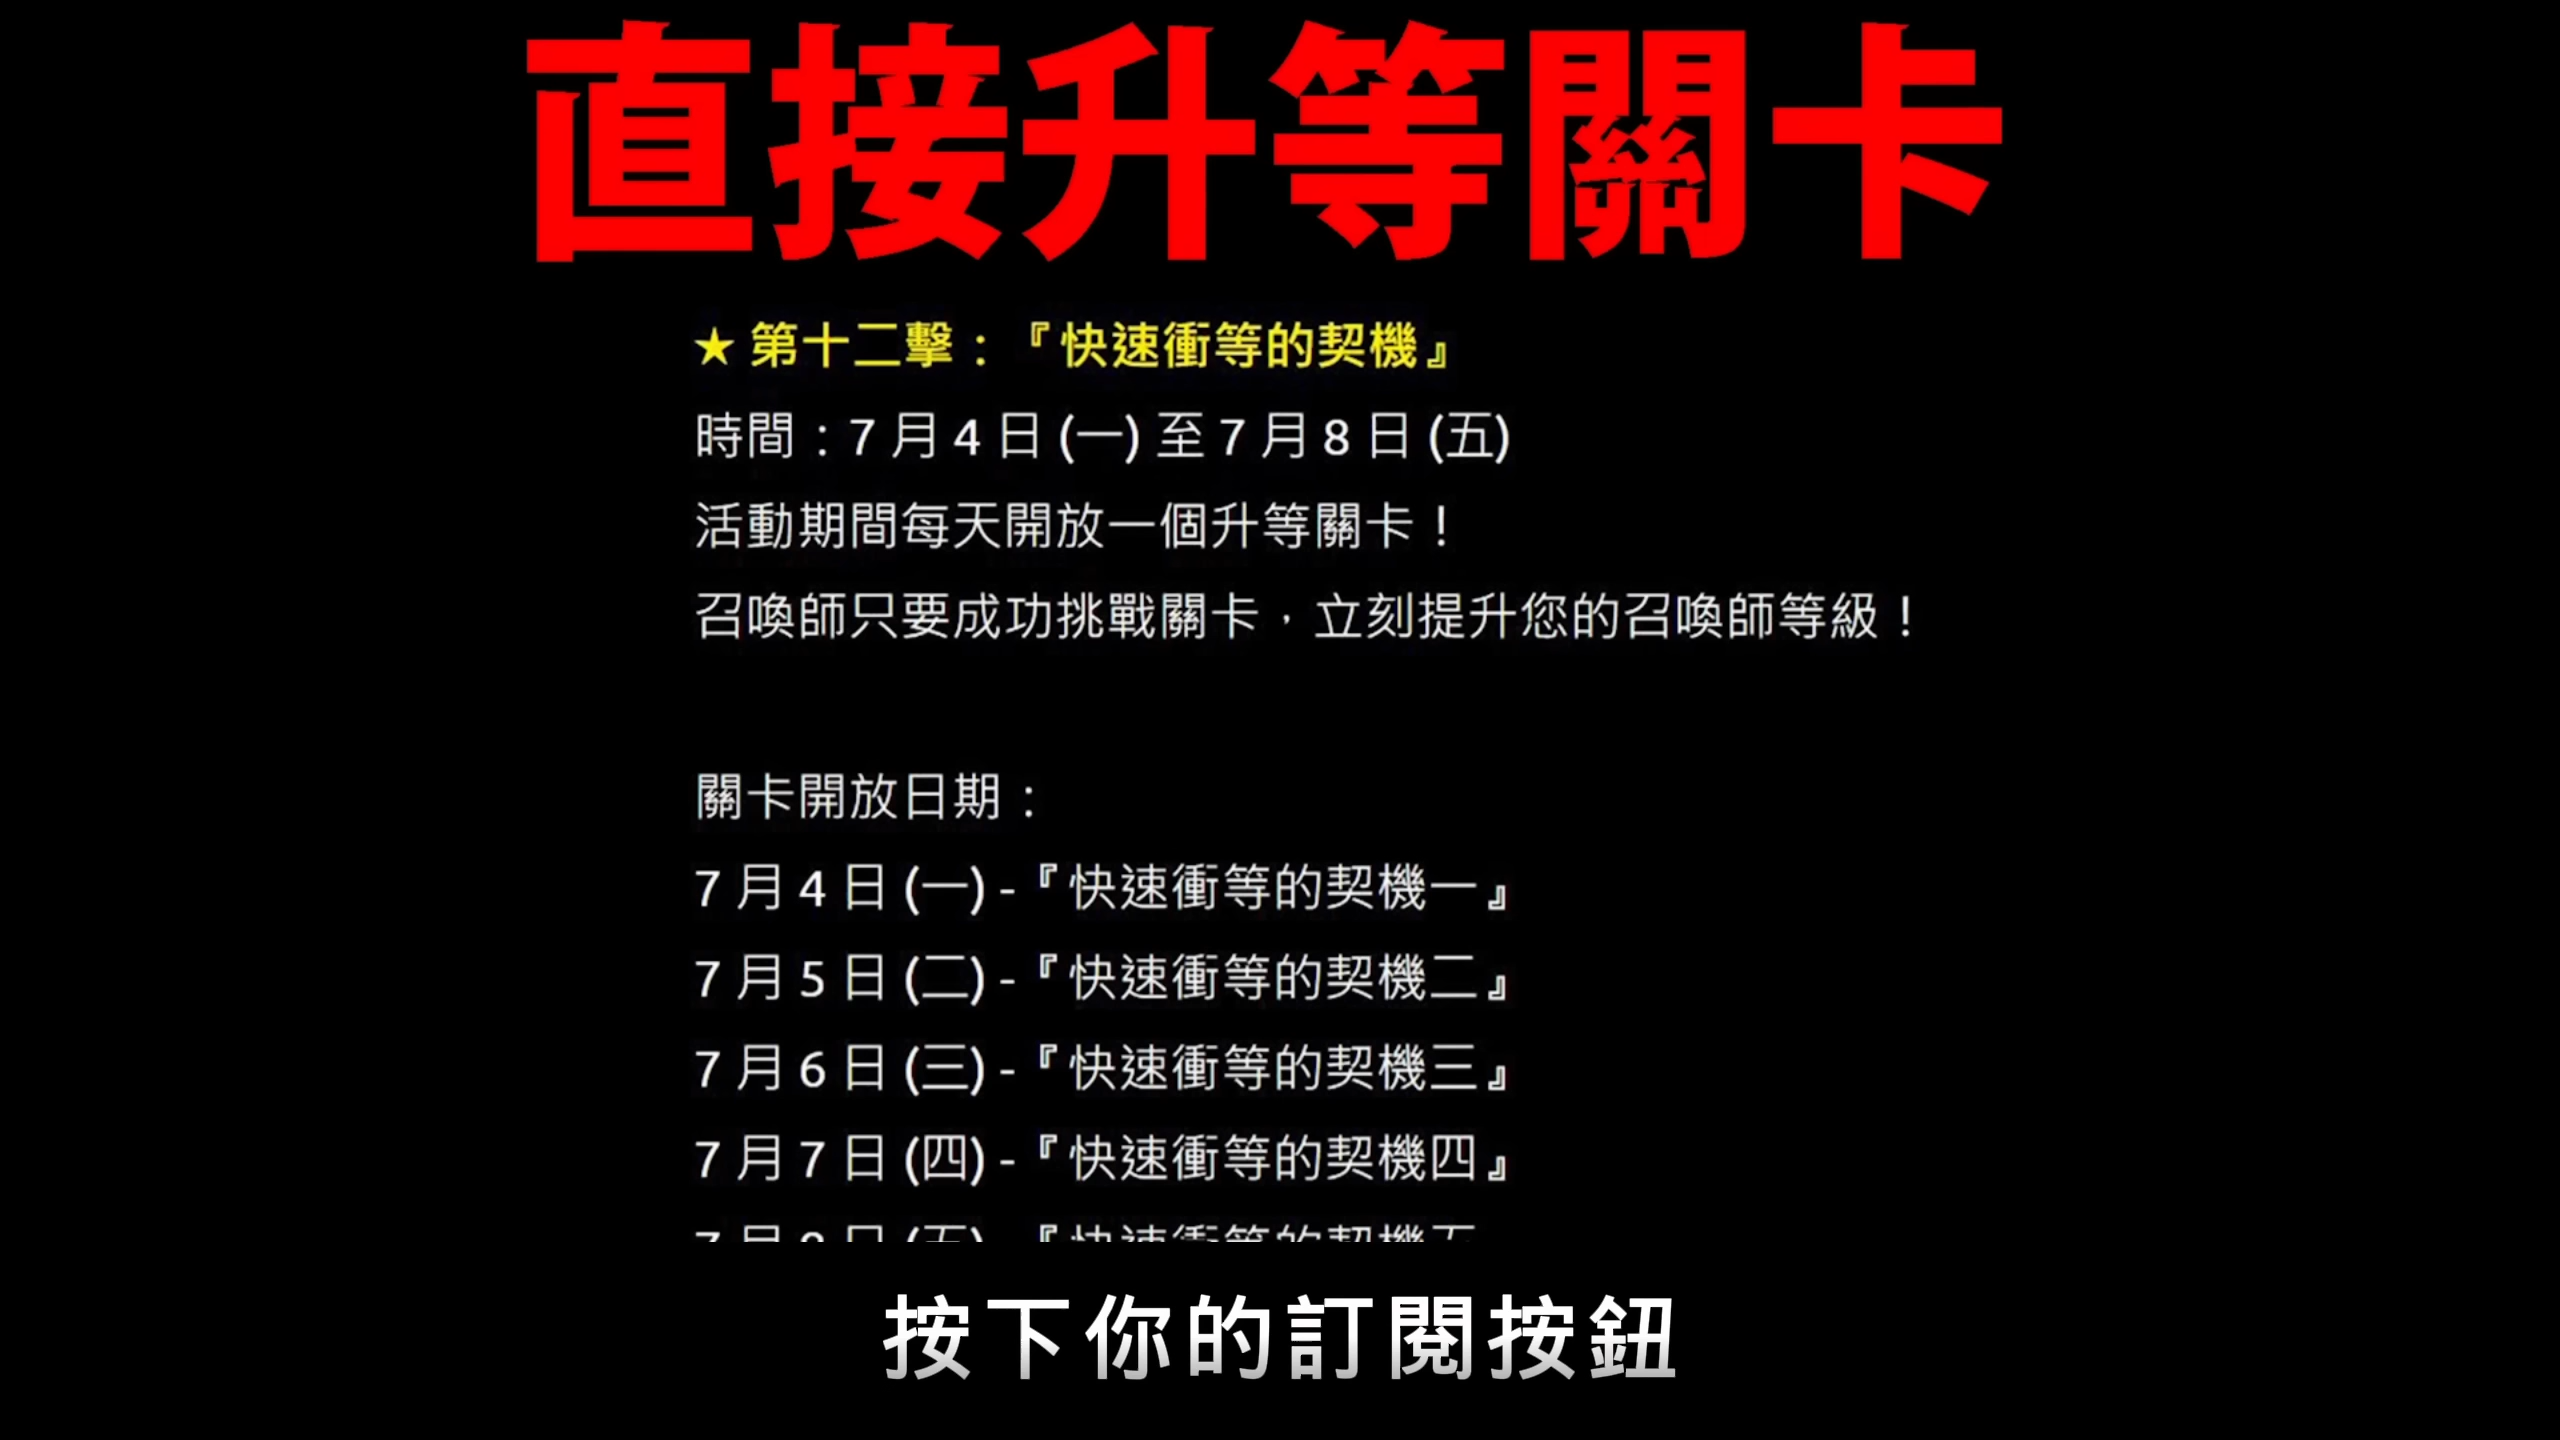 直接升等關卡
★ 第十二擊：『快速衝等的契機』
時間：7 月 4 日 (一) 至 7 月 8 日 (五)
活動期間每天開放一個升等關卡！
召喚師只要成功挑戰關卡，立刻提升您的召喚師等級！
關卡開放日期：
7 月 4 日 (一) -『快速衝等的契機一』
7 月 5 日 (二) -『快速衝等的契機二』
7 月 6 日 (三) -『快速衝等的契機三』
7 月 7 日 (四) -『快速衝等的契機四』
按下你的訂閱按鈕